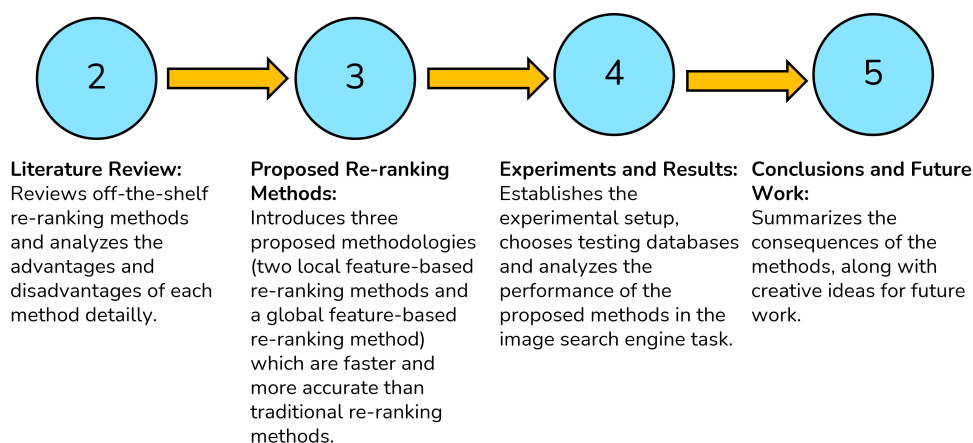 2
3
4
5
Literature Review:
Reviews off-the-shelf
re-ranking methods
and analyzes the
advantages and
disadvantages of each
method detailly.
Proposed Re-ranking
Methods:
Introduces three
proposed methodologies
(two local feature-based
re-ranking methods and
a global feature-based
re-ranking method)
which are faster and
more accurate than
traditional re-ranking
methods.
Experiments and Results:
Establishes the
experimental setup,
chooses testing databases
and analyzes the
performance of the
proposed methods in the
image search engine task.
Conclusions and Future
Work:
Summarizes the
consequences of the
methods, along with
creative ideas for future
work.